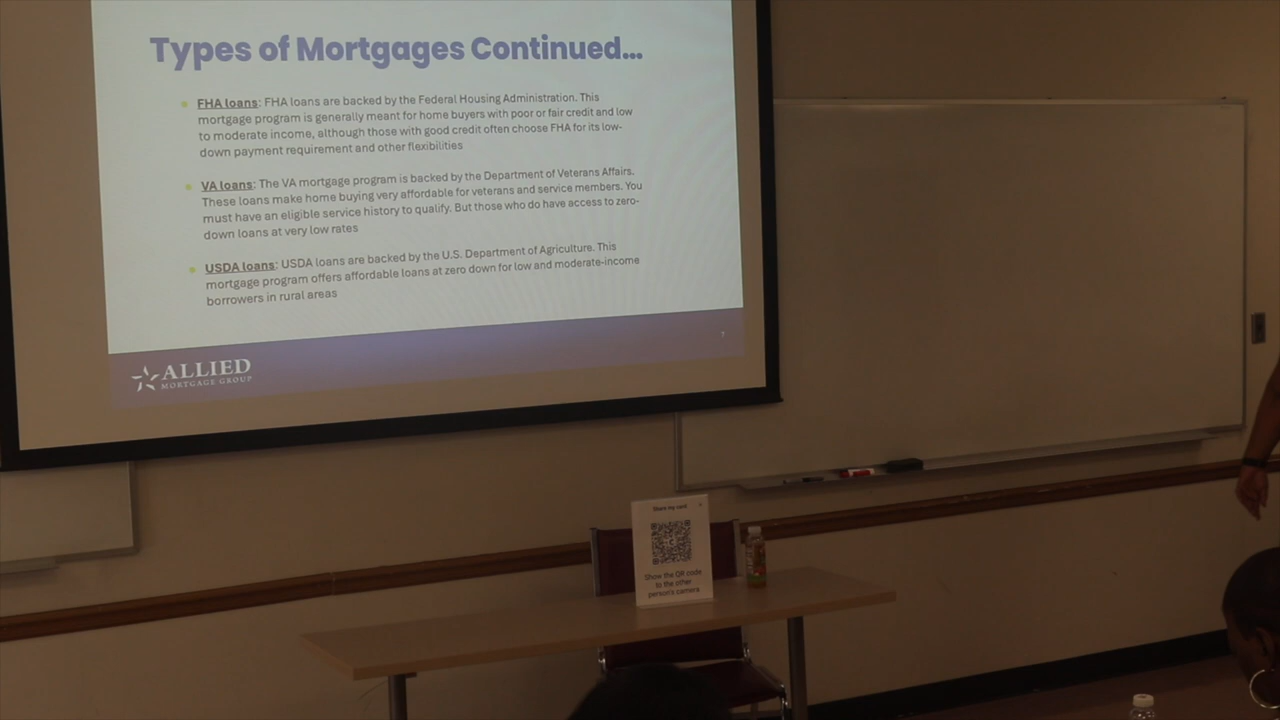 Types of Mortgages Continued...
FHA loans: FHA loans are backed by the Federal Housing Administration. This
mortgage program is generally meant for home buyers with poor or fair credit and low
to moderate income, although those with good credit often choose FHA for its low-
down payment requirement and other flexibilities
VA loans: The VA mortgage program is backed by the Department of Veterans Affairs.
These loans make home buying very affordable for veterans and service members. You
must have an eligible service history to qualify. But those who do have access to zero-
down loans at very low rates
USDA loans: USDA loans are backed by the U.S. Department of Agriculture. This
mortgage program offers affordable loans at zero down for low and moderate-income
borrowers in rural areas
7
ALLIED
MORTGAGE GROUP
Share my card
Show the QR code
to the other
person's camera